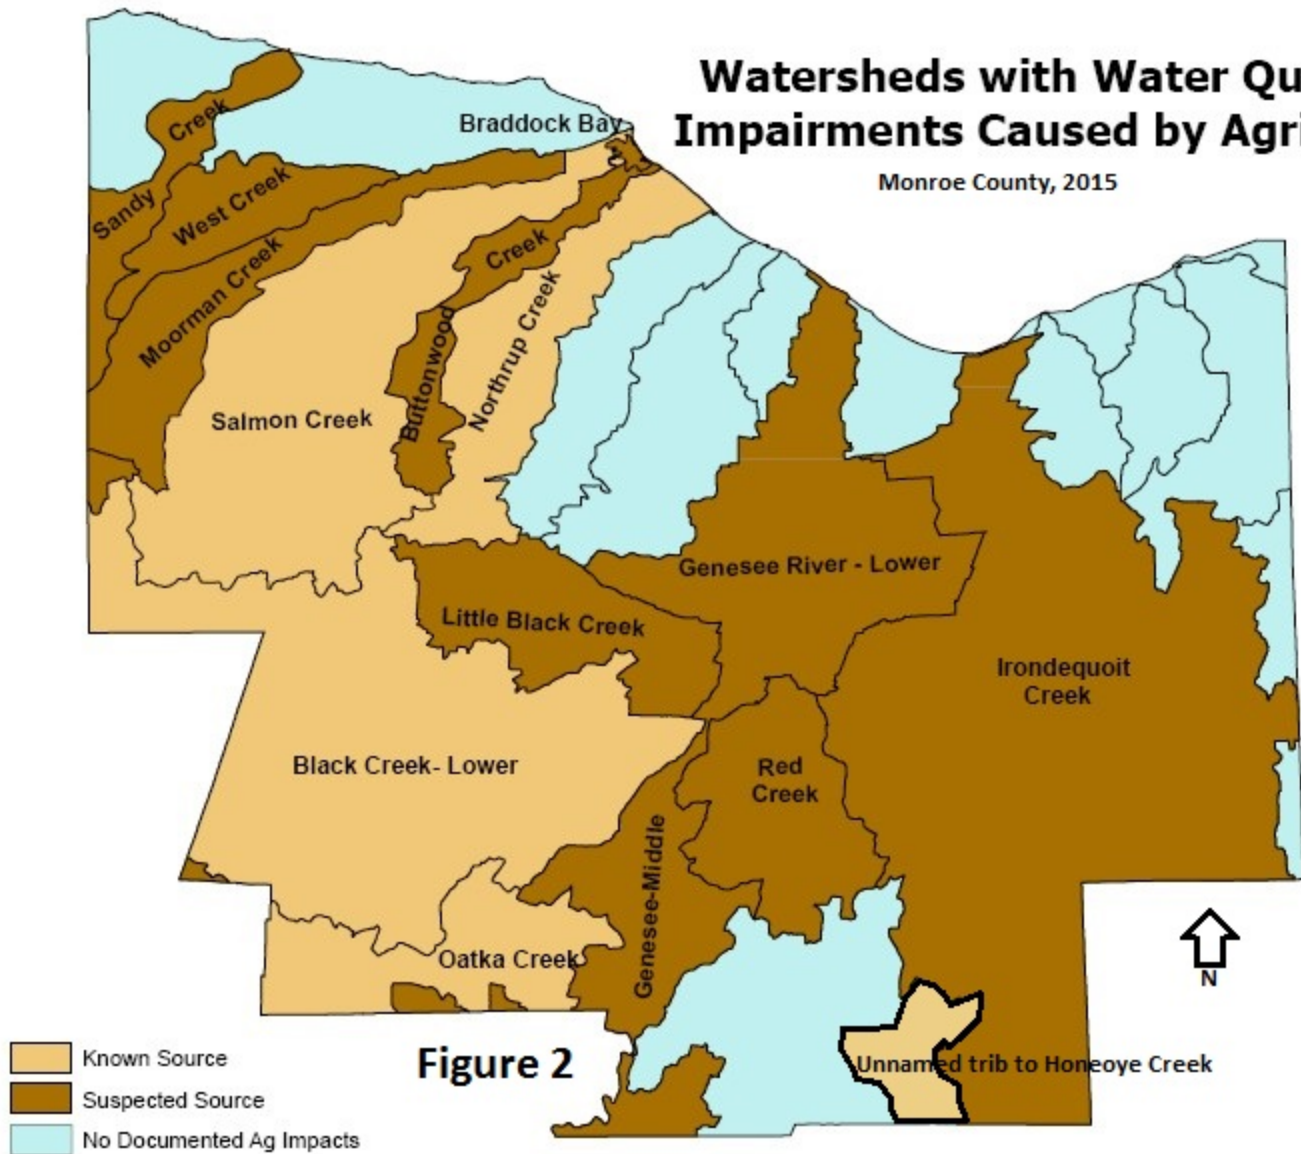 Watersheds with Water Qu
Impairments Caused by Agri
Monroe County, 2015
Braddock Bay
Creek
Sandy
West Creek
Moorman Creek
Creek
Buttonwood
Northrup Creek
Salmon Creek
Genesee River - Lower
Little Black Creek
Irondequoit
Creek
Black Creek- Lower
Red
Creek
Genesee-Middle
Oatka Creek
N
Unnamed trib to Honeoye Creek
Figure 2
Known Source
Suspected Source
No Documented Ag Impacts